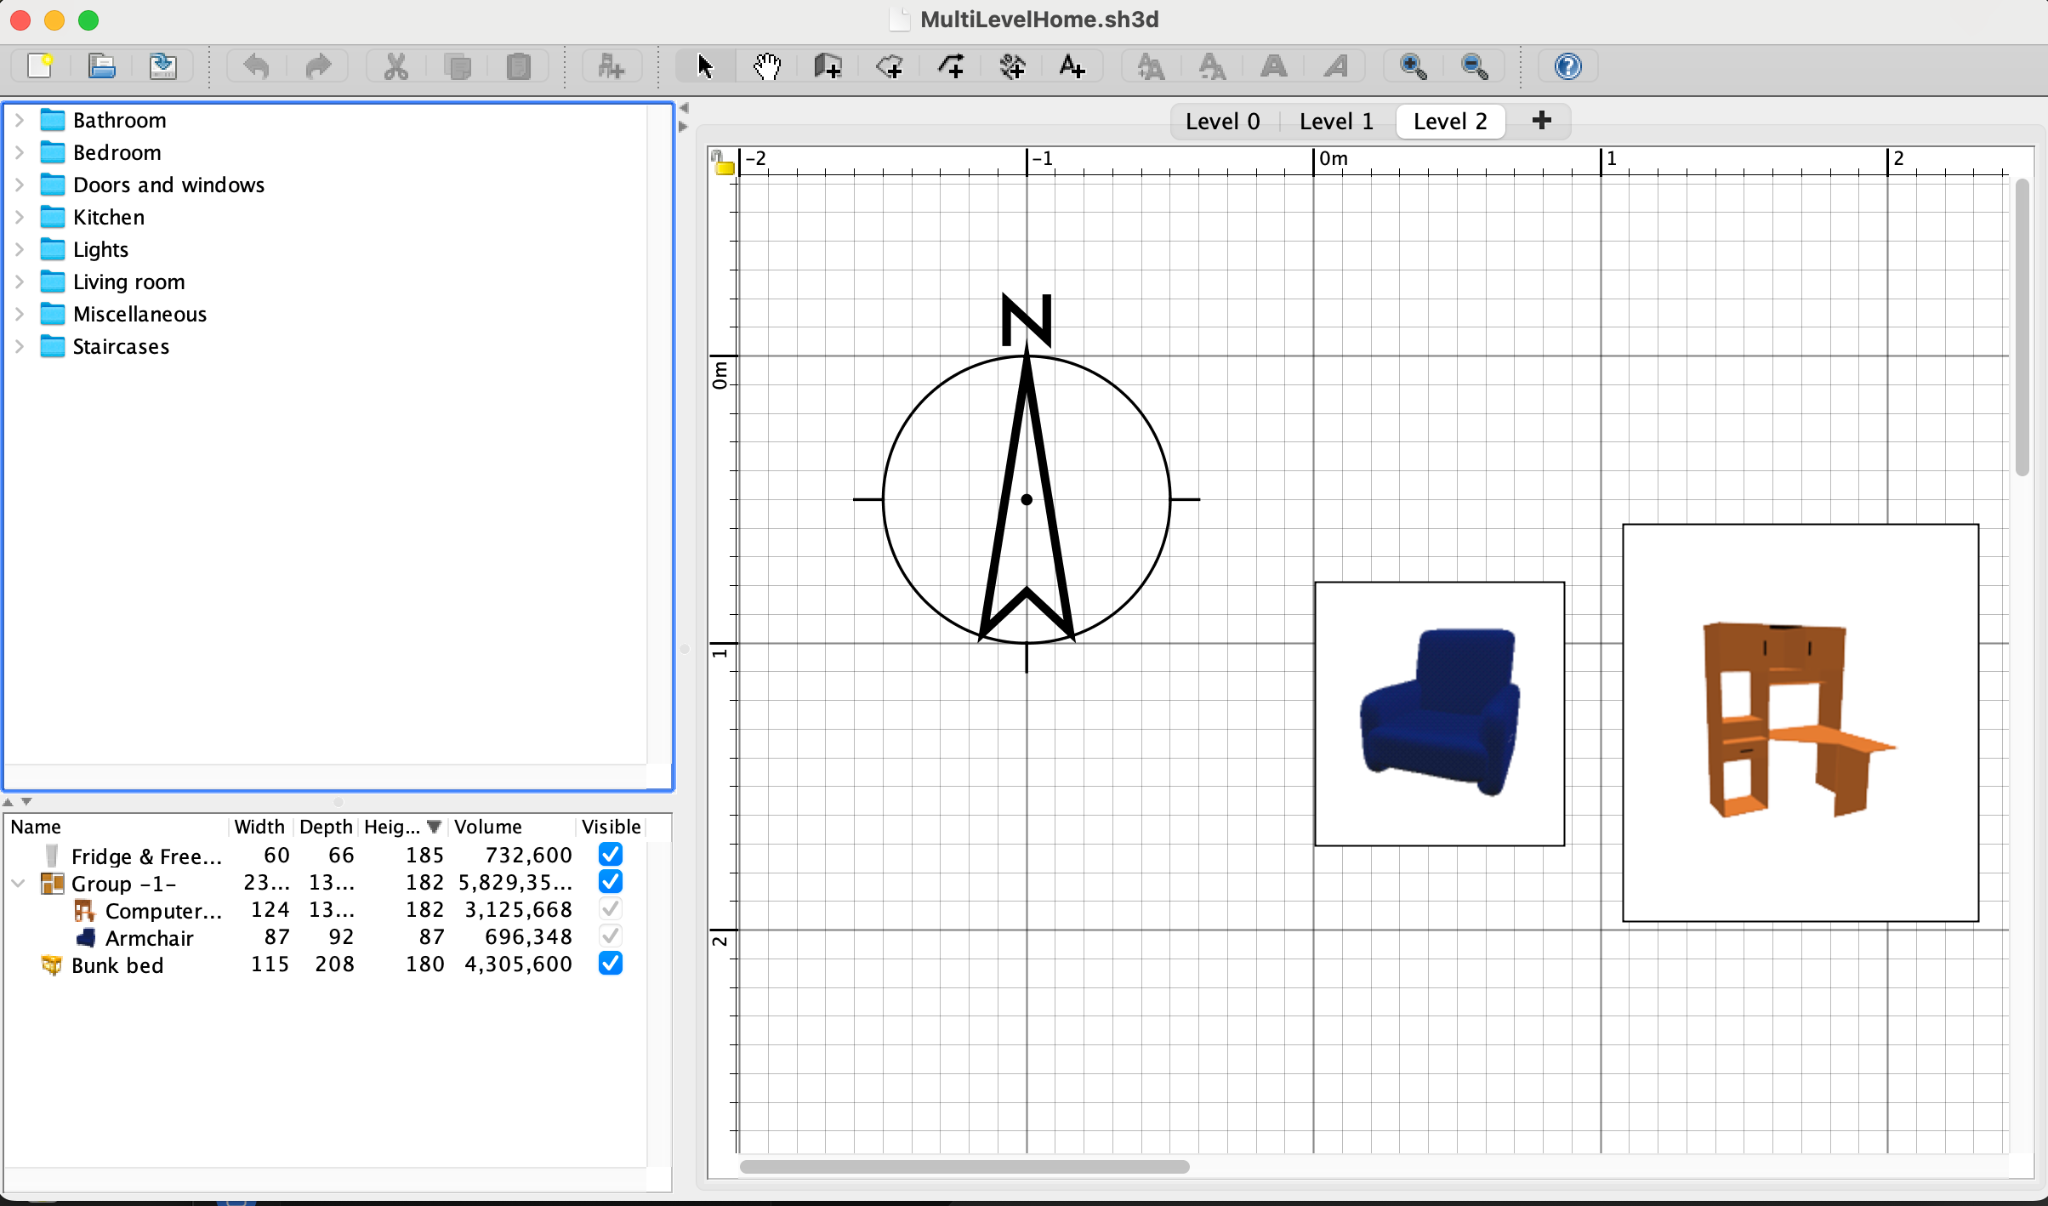 MultiLevelHome.sh3d
Bathroom
Bedroom
Doors and windows
Kitchen
Lights
Living room
Miscellaneous
Staircases
Name Width Depth Heig... Volume Visible
Fridge & Free... 60 66 185 732,600
Group -1- 23... 13... 182 5,829,35...
Computer... 124 13... 182 3,125,668
Armchair 87 92 87 696,348
Bunk bed 115 208 180 4,305,600
Level 0 Level 1 Level 2 +
-2 -1 0m 1 2
0m
1
2
N